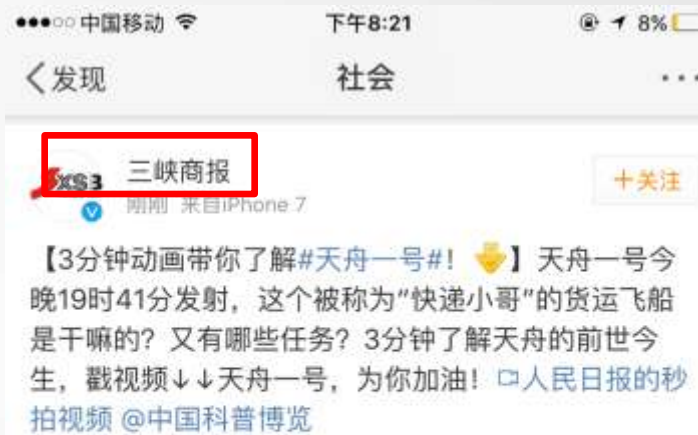 中国移动 下午8:21 8%
发现 社会 ...
XS3 三峡商报 十关注
刚刚 来自iPhone 7
【3分钟动画带你了解#天舟一号#！】天舟一号今
晚19时41分发射，这个被称为"快递小哥"的货运飞船
是干嘛的？又有哪些任务？3分钟了解天舟的前世今
生，戳视频↓↓天舟一号，为你加油！人民日报的秒
拍视频 @中国科普博览